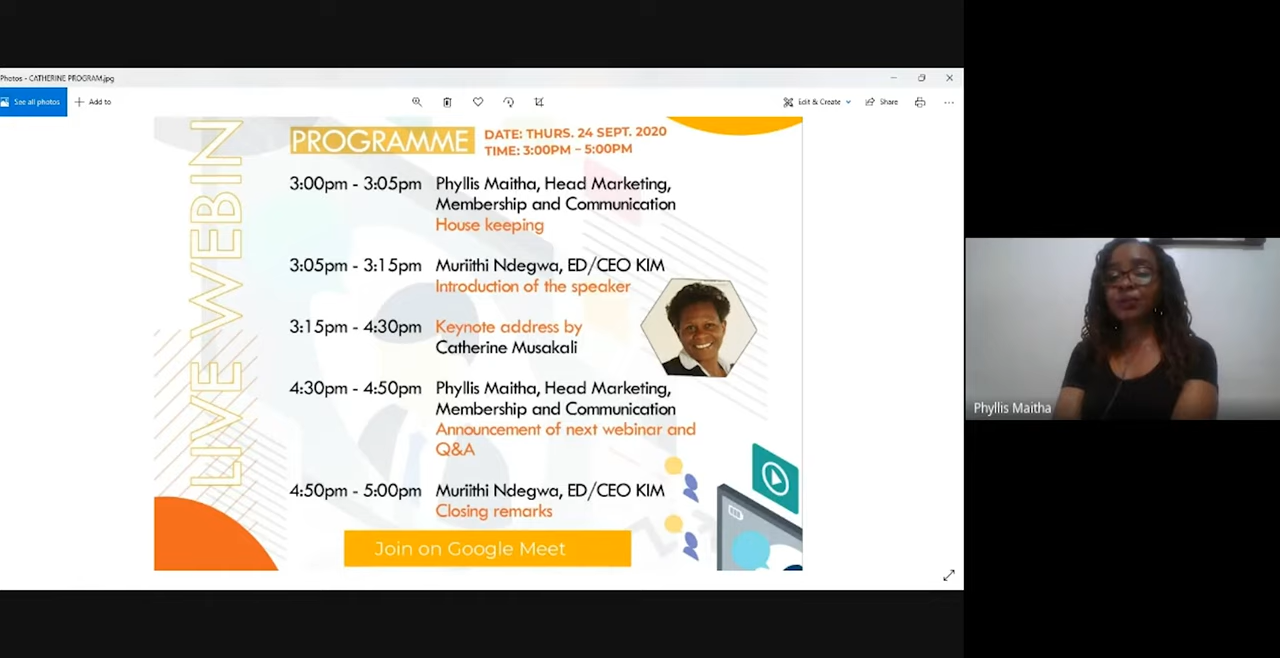 Photos - CATHERINE PROGRAM.jpg
See all photos
Add to
Edit & Create
Share
LIVE WEBIN
PROGRAMME
DATE: THURS. 24 SEPT. 2020
TIME: 3:00PM – 5:00PM
3:00pm - 3:05pm Phyllis Maitha, Head Marketing,
Membership and Communication
House keeping
3:05pm - 3:15pm Muriithi Ndegwa, ED/CEO KIM
Introduction of the speaker
3:15pm - 4:30pm Keynote address by
Catherine Musakali
4:30pm - 4:50pm Phyllis Maitha, Head Marketing,
Membership and Communication
Announcement of next webinar and
Q&A
4:50pm - 5:00pm Muriithi Ndegwa, ED/CEO KIM
Closing remarks
Join on Google Meet
Phyllis Maitha